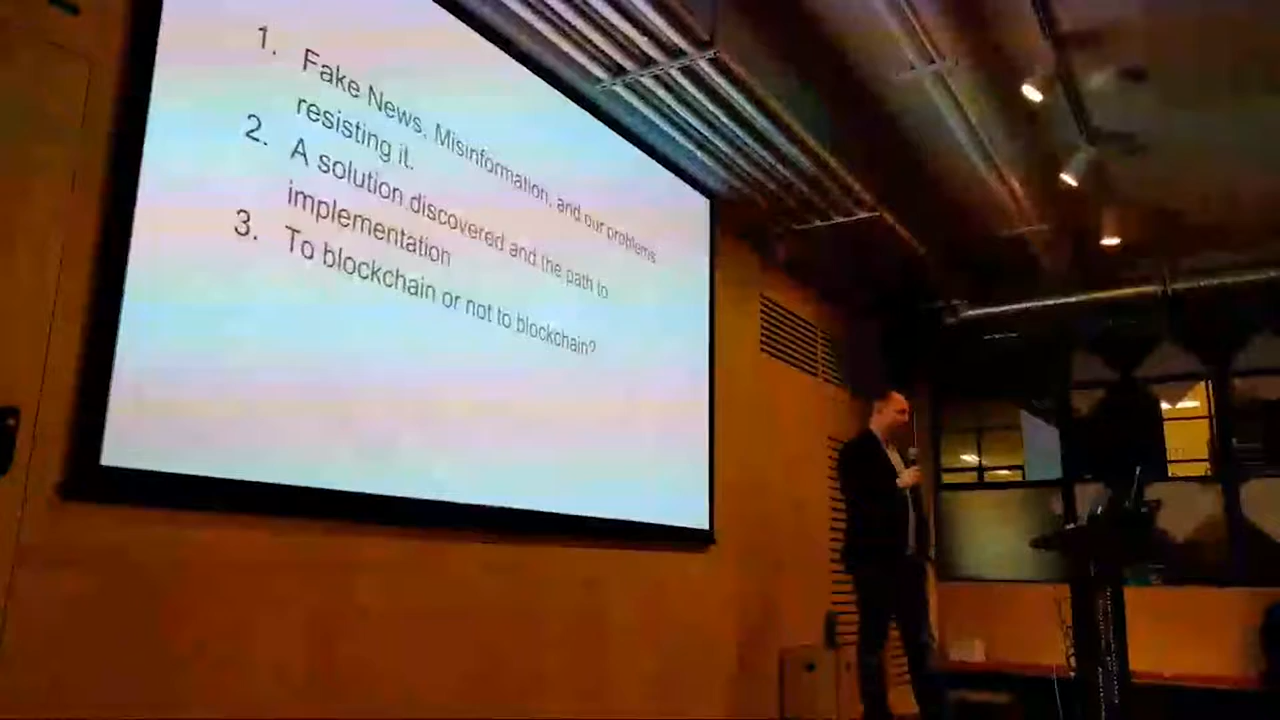 1. Fake News, Misinformation, and our problems
resisting it.
2. A solution discovered and the path to
implementation
3. To blockchain or not to blockchain?